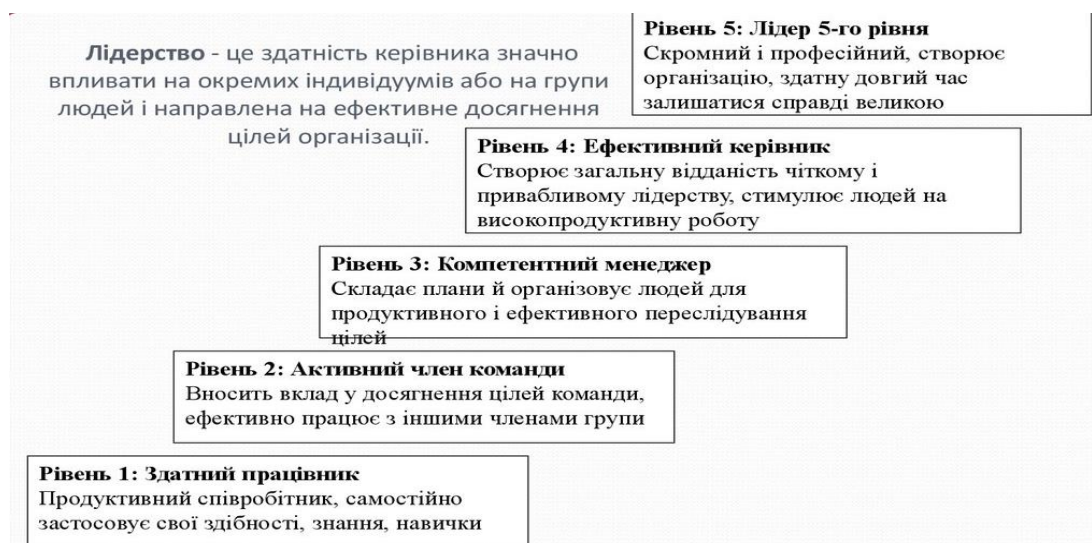 Лідерство - це здатність керівника значно
впливати на окремих індивідуумів або на групи
людей і направлена на ефективне досягнення
цілей організації.
Рівень 5: Лідер 5-го рівня
Скромний і професійний, створює
організацію, здатну довгий час
залишатися справді великою
Рівень 4: Ефективний керівник
Створює загальну відданість чіткому і
привабливому лідерству, стимулює людей на
високопродуктивну роботу
Рівень 3: Компетентний менеджер
Складає плани й організовує людей для
продуктивного і ефективного переслідування
цілей
Рівень 2: Активний член команди
Вносить вклад у досягнення цілей команди,
ефективно працює з іншими членами групи
Рівень 1: Здатний працівник
Продуктивний співробітник, самостійно
застосовує свої здібності, знання, навички